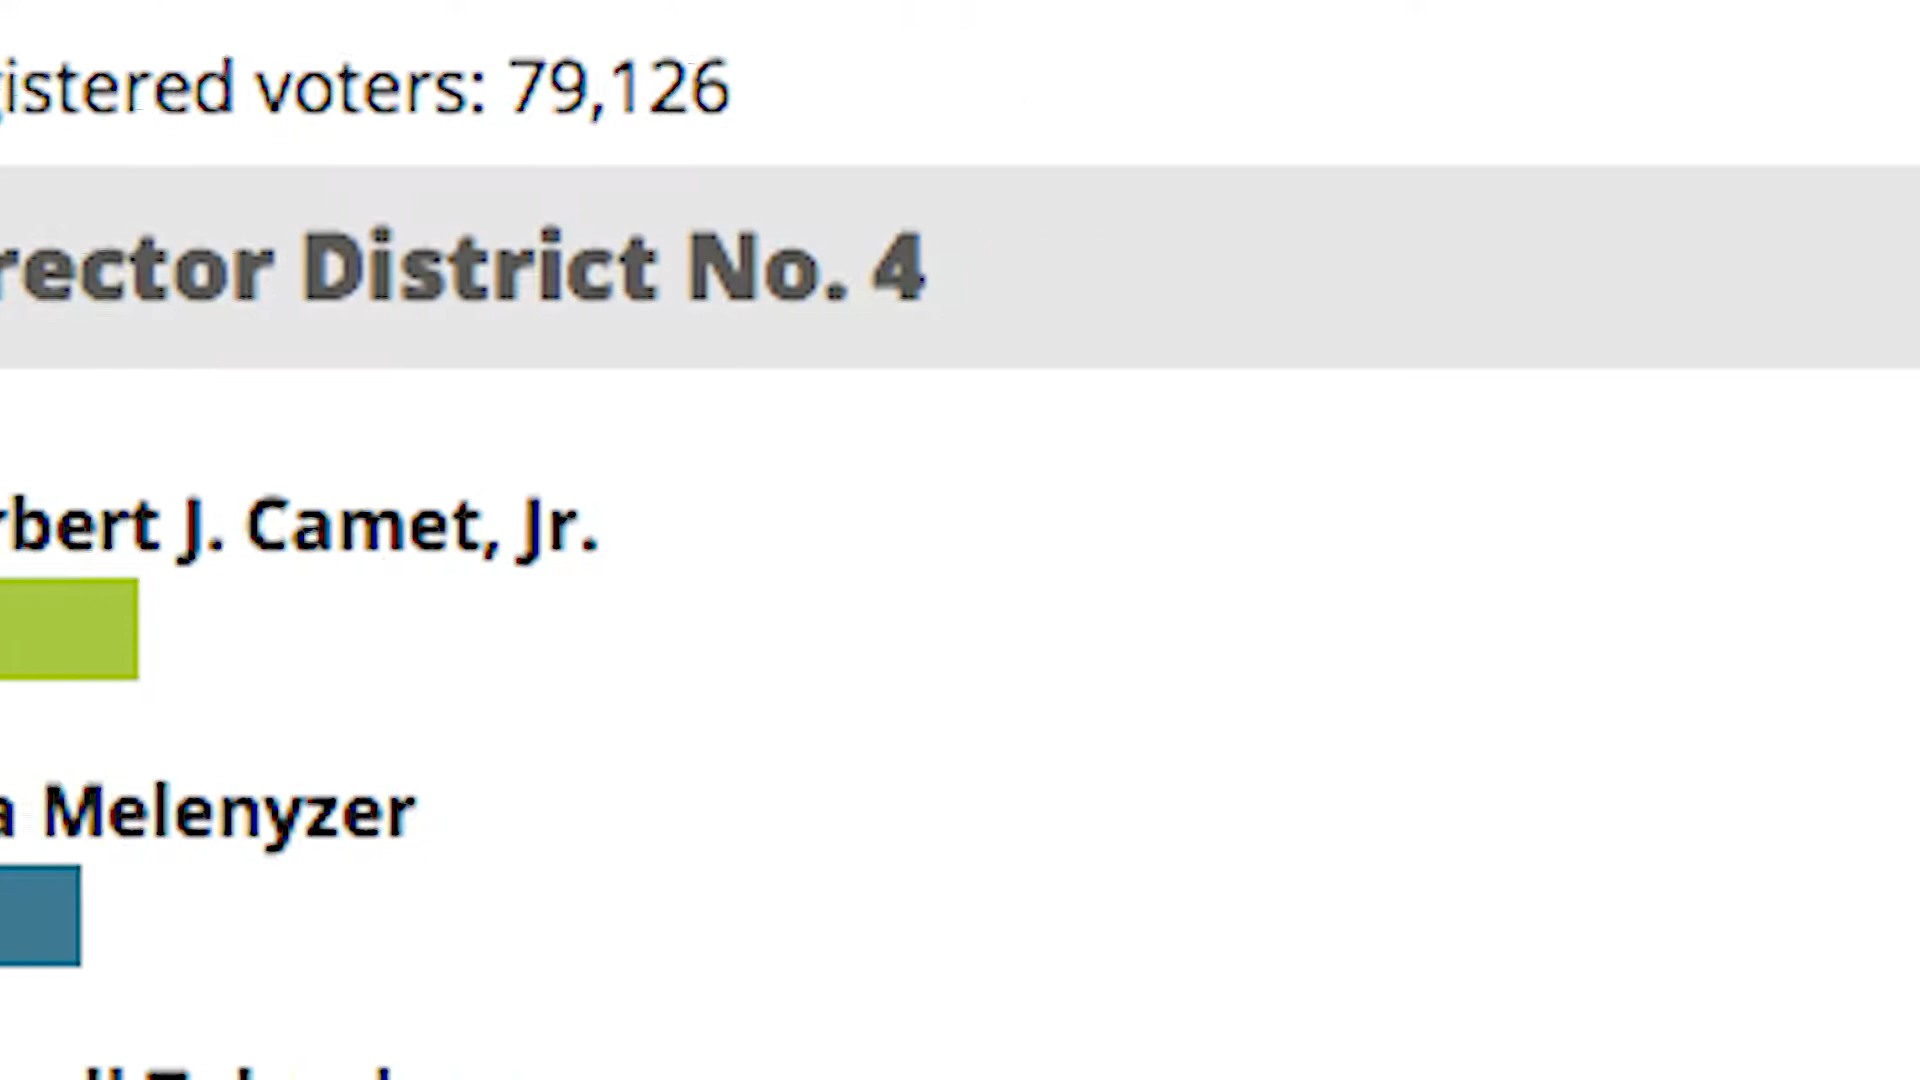 gistered voters: 79,126
rector District No. 4
rbert J. Camet, Jr.
a Melenyzer